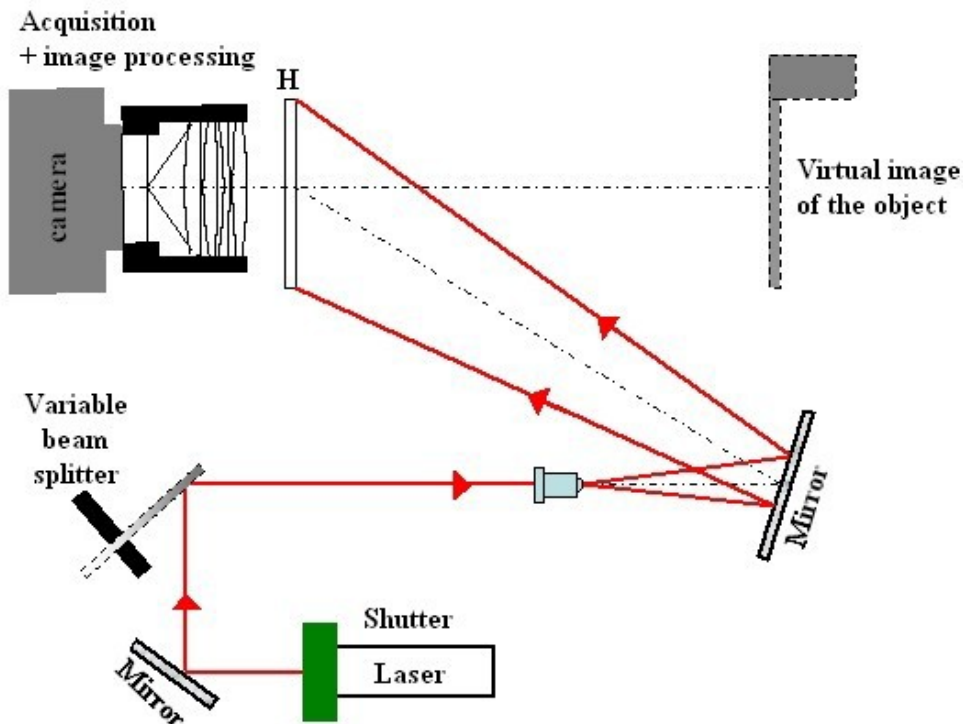 Acquisition
+ image processing
H
camera
Virtual image
of the object
Variable
beam
splitter
Mirror
Shutter
Laser
Mirror